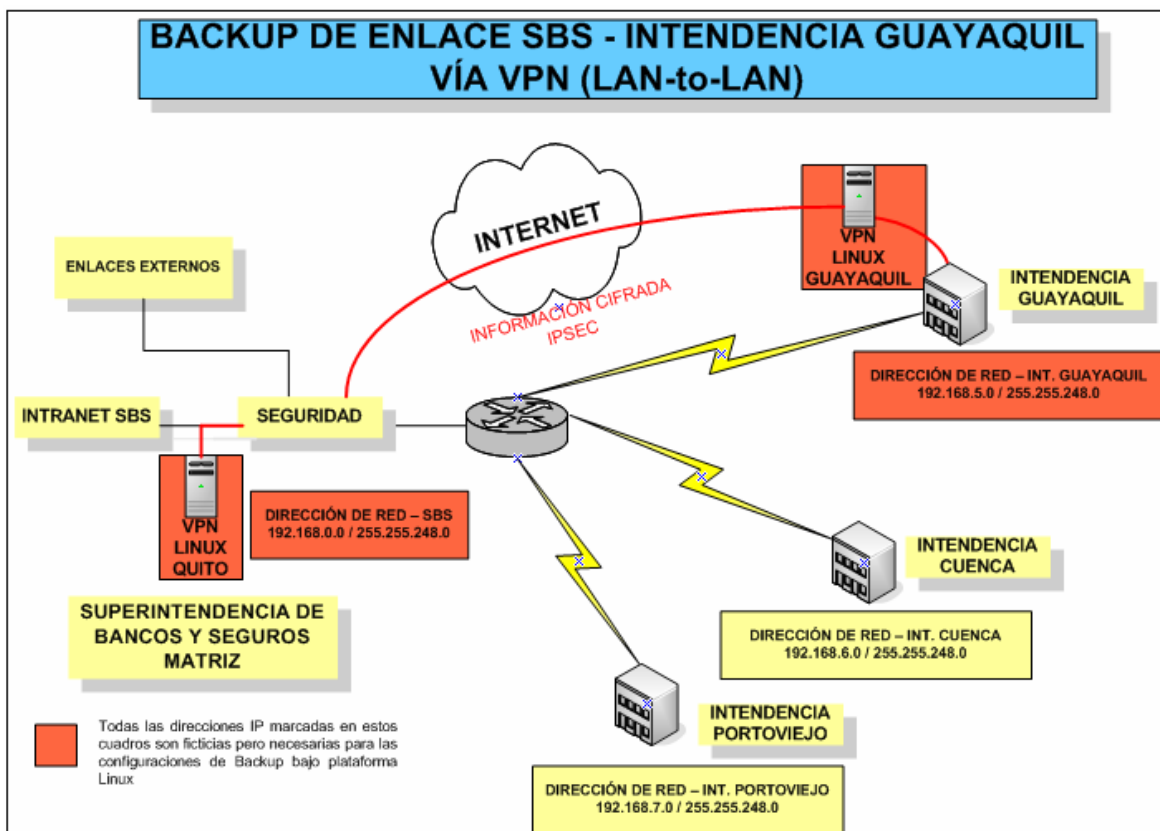 BACKUP DE ENLACE SBS - INTENDENCIA GUAYAQUIL
VÍA VPN (LAN-to-LAN)
INTERNET
INFORMACIÓN CIFRADA
IPSEC
VPN
LINUX
GUAYAQUIL
INTENDENCIA
GUAYAQUIL
DIRECCIÓN DE RED – INT. GUAYAQUIL
192.168.5.0 / 255.255.248.0
ENLACES EXTERNOS
INTRANET SBS
SEGURIDAD
VPN
LINUX
QUITO
DIRECCIÓN DE RED – SBS
192.168.0.0 / 255.255.248.0
INTENDENCIA
CUENCA
DIRECCIÓN DE RED – INT. CUENCA
192.168.6.0 / 255.255.248.0
SUPERINTENDENCIA DE
BANCOS Y SEGUROS
MATRIZ
INTENDENCIA
PORTOVIEJO
DIRECCIÓN DE RED – INT. PORTOVIEJO
192.168.7.0 / 255.255.248.0
Todas las direcciones IP marcadas en estos
cuadros son ficticias pero necesarias para las
configuraciones de Backup bajo plataforma
Linux